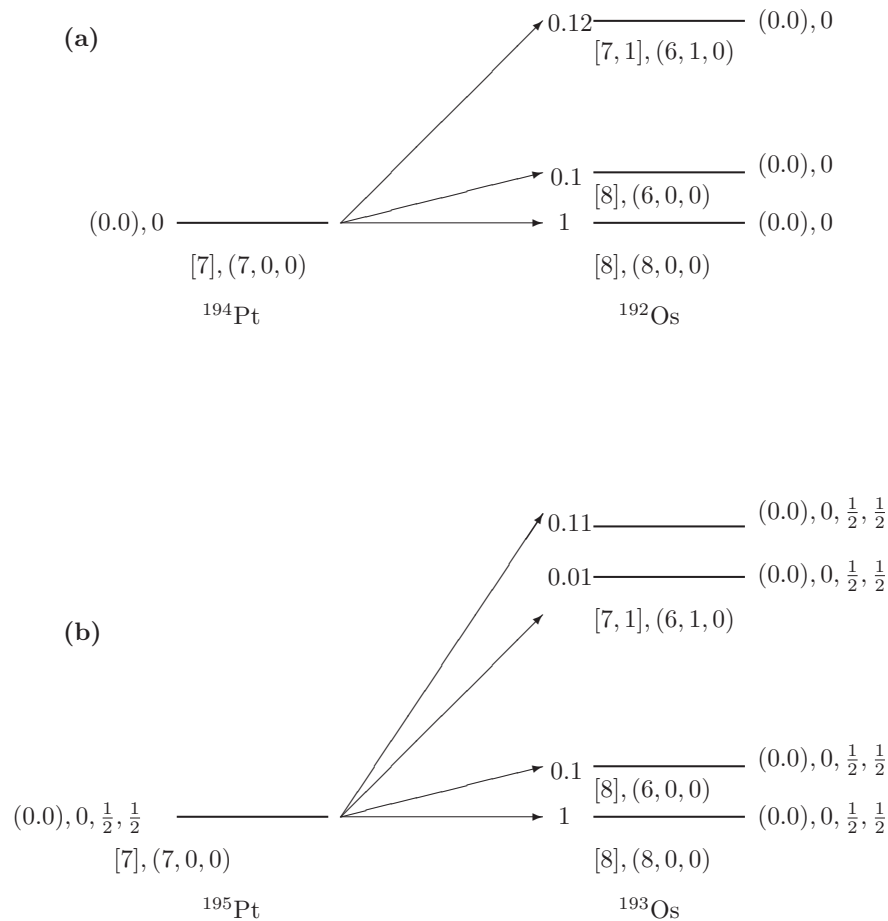 (a)
0.12
(0.0), 0
[7, 1], (6, 1, 0)
0.1
(0.0), 0
[8], (6, 0, 0)
(0.0), 0
1
(0.0), 0
[7], (7, 0, 0)
[8], (8, 0, 0)
¹⁹⁴Pt
¹⁹²Os
0.11
(0.0), 0, ½, ½
0.01
(0.0), 0, ½, ½
[7, 1], (6, 1, 0)
(b)
0.1
(0.0), 0, ½, ½
[8], (6, 0, 0)
(0.0), 0, ½, ½
1
(0.0), 0, ½, ½
[7], (7, 0, 0)
[8], (8, 0, 0)
¹⁹⁵Pt
¹⁹³Os